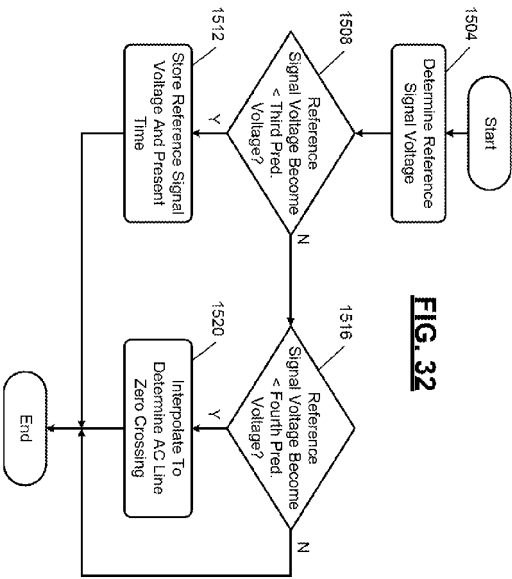 FIG. 32
Start
1504
Determine Reference
Signal Voltage
1508
Reference
Signal Voltage Become
< Third Pred.
Voltage?
Y
N
1512
Store Reference Signal
Voltage And Present
Time
1516
Reference
Signal Voltage Become
< Fourth Pred.
Voltage?
Y
N
1520
Interpolate To
Determine AC Line
Zero Crossing
End